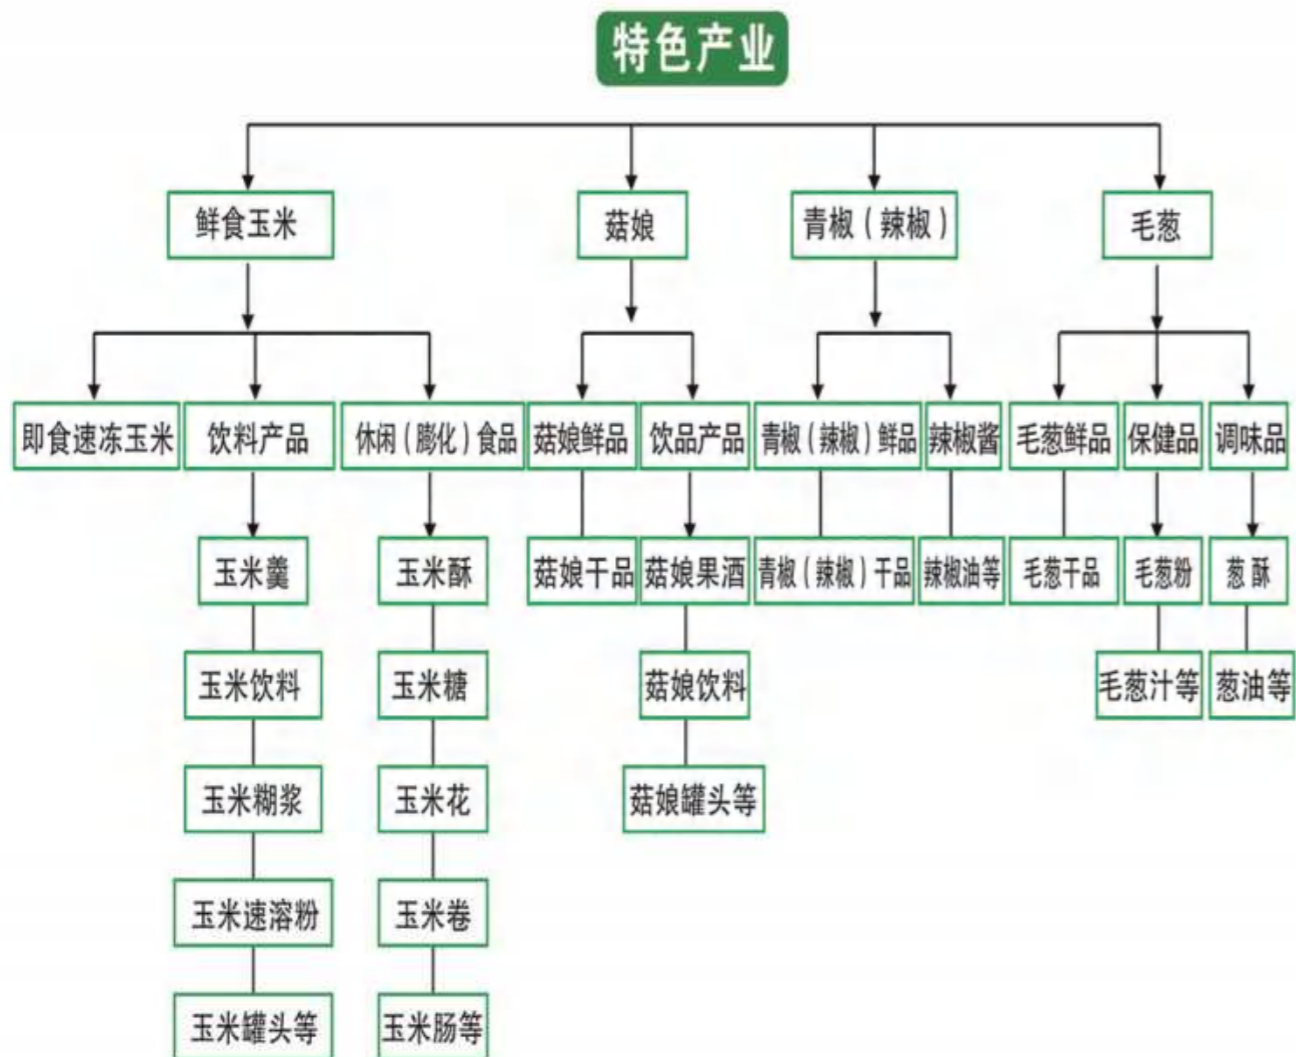 特色产业
鲜食玉米
菇娘
青椒（辣椒）
毛葱
即食速冻玉米
饮料产品
休闲（膨化）食品
菇娘鲜品
饮品产品
青椒（辣椒）鲜品
辣椒酱
毛葱鲜品
保健品
调味品
玉米羹
玉米酥
菇娘干品
菇娘果酒
青椒（辣椒）干品
辣椒油等
毛葱干品
毛葱粉
葱酥
玉米饮料
玉米糖
菇娘饮料
毛葱汁等
葱油等
玉米糊浆
玉米花
菇娘罐头等
玉米速溶粉
玉米卷
玉米罐头等
玉米肠等